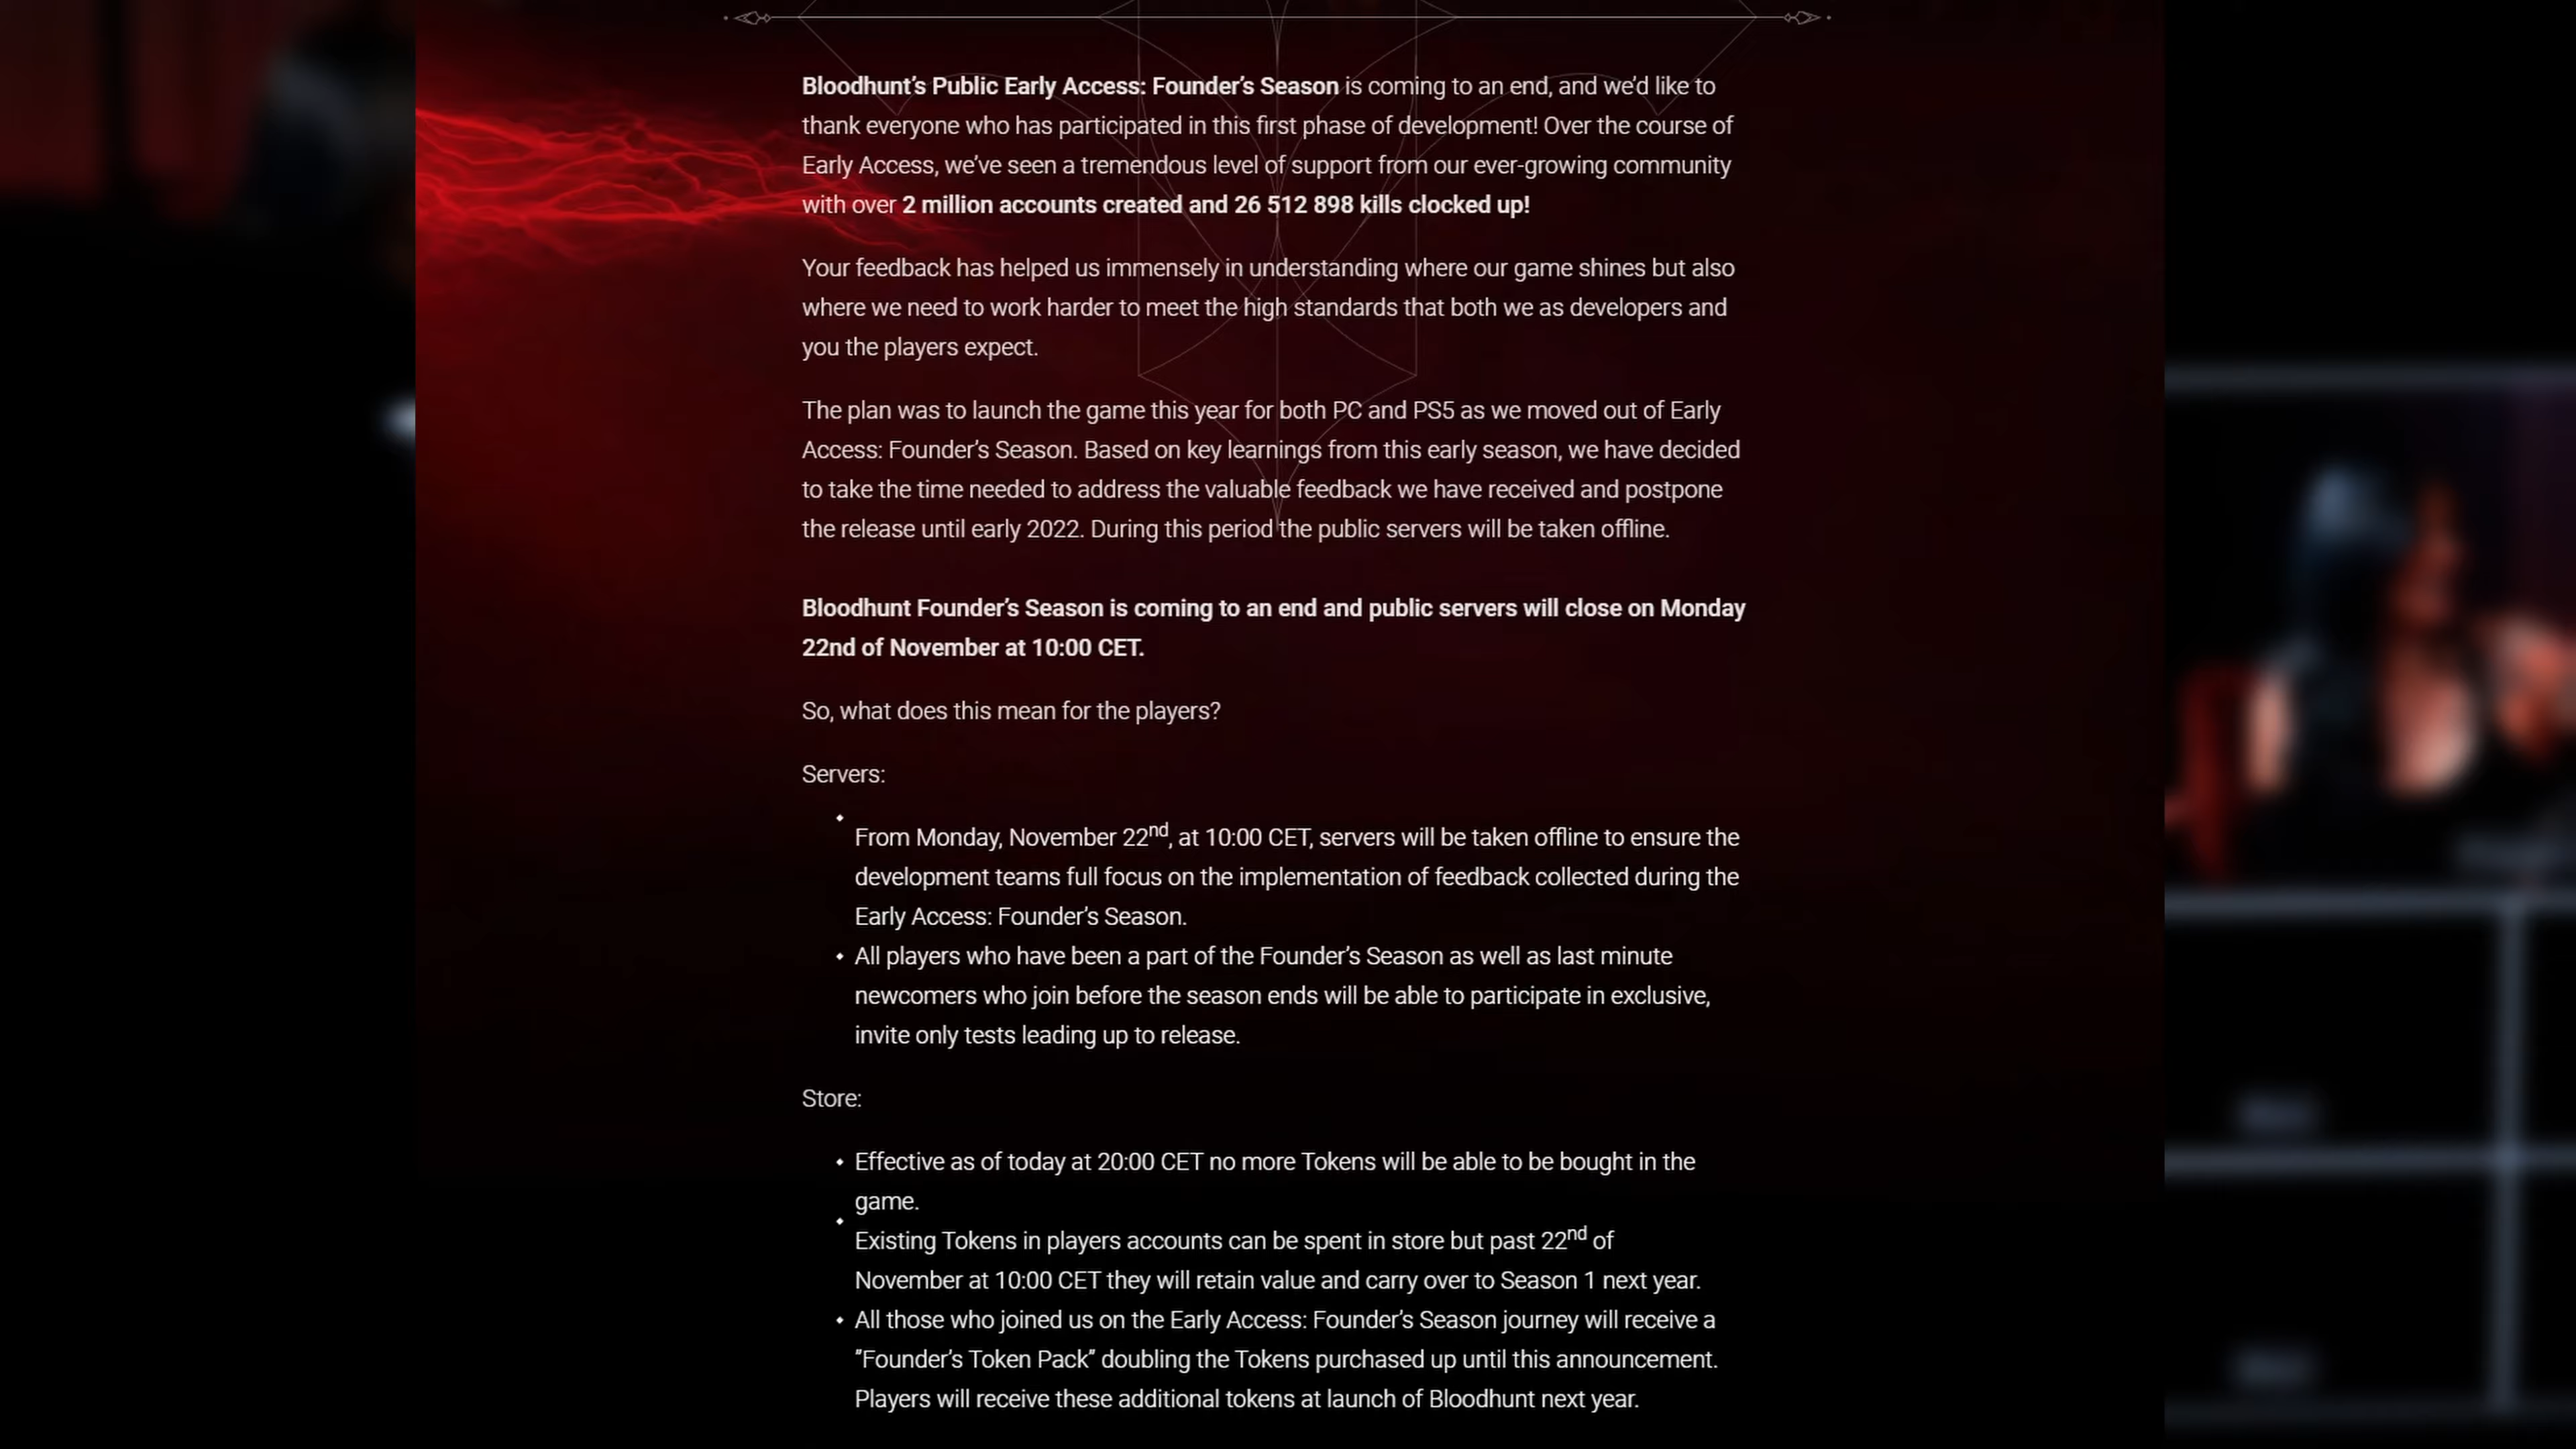 Bloodhunt’s Public Early Access: Founder’s Season is coming to an end, and we’d like to
thank everyone who has participated in this first phase of development! Over the course of
Early Access, we’ve seen a tremendous level of support from our ever-growing community
with over 2 million accounts created and 26 512 898 kills clocked up!
Your feedback has helped us immensely in understanding where our game shines but also
where we need to work harder to meet the high standards that both we as developers and
you the players expect.
The plan was to launch the game this year for both PC and PS5 as we moved out of Early
Access: Founder’s Season. Based on key learnings from this early season, we have decided
to take the time needed to address the valuable feedback we have received and postpone
the release until early 2022. During this period the public servers will be taken offline.
Bloodhunt Founder’s Season is coming to an end and public servers will close on Monday
22nd of November at 10:00 CET.
So, what does this mean for the players?
Servers:
From Monday, November 22nd, at 10:00 CET, servers will be taken offline to ensure the
development teams full focus on the implementation of feedback collected during the
Early Access: Founder’s Season.
All players who have been a part of the Founder’s Season as well as last minute
newcomers who join before the season ends will be able to participate in exclusive,
invite only tests leading up to release.
Store:
Effective as of today at 20:00 CET no more Tokens will be able to be bought in the
game.
Existing Tokens in players accounts can be spent in store but past 22nd of
November at 10:00 CET they will retain value and carry over to Season 1 next year.
All those who joined us on the Early Access: Founder’s Season journey will receive a
”Founder’s Token Pack” doubling the Tokens purchased up until this announcement.
Players will receive these additional tokens at launch of Bloodhunt next year.